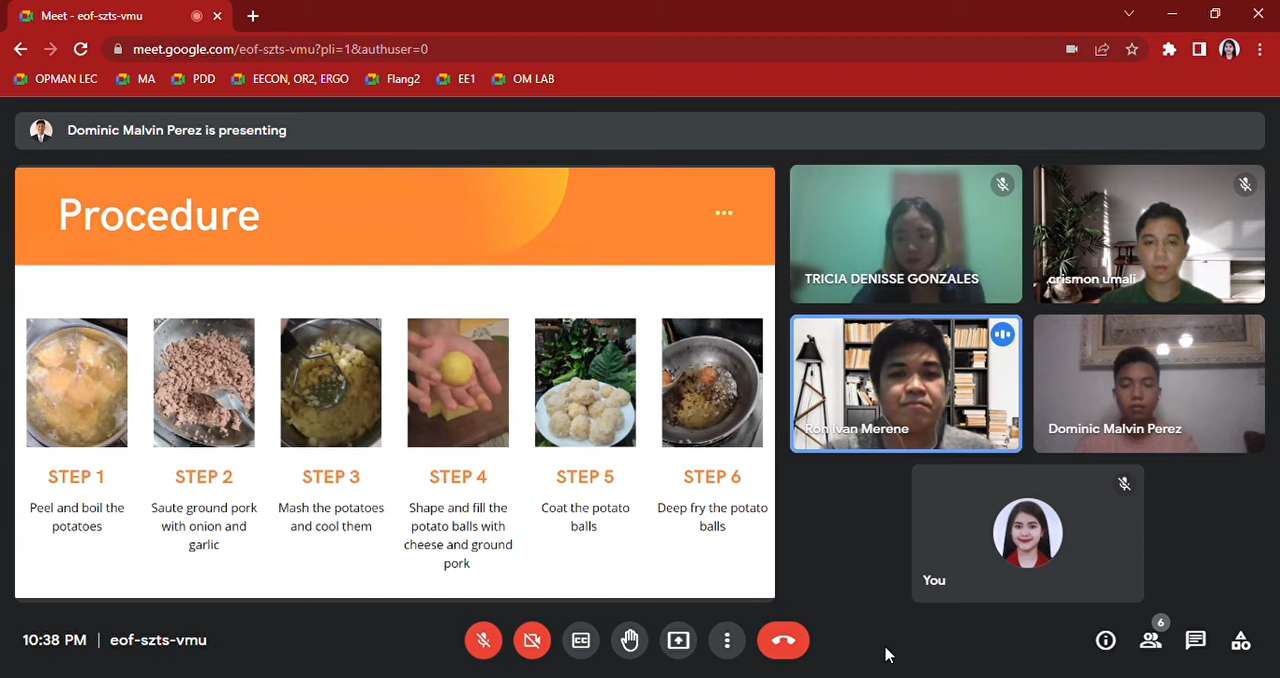 Meet - eof-szts-vmu
meet.google.com/eof-szts-vmu?pli=1&authuser=0
OPMAN LEC MA PDD EECON, OR2, ERGO Flang2 EE1 OM LAB
Dominic Malvin Perez is presenting
Procedure
STEP 1
Peel and boil the
potatoes
STEP 2
Saute ground pork
with onion and
garlic
STEP 3
Mash the potatoes
and cool them
STEP 4
Shape and fill the
potato balls with
cheese and ground
pork
STEP 5
Coat the potato
balls
STEP 6
Deep fry the potato
balls
TRICIA DENISSE GONZALES
crismon umali
Ron Ivan Merene
Dominic Malvin Perez
You
10:38 PM | eof-szts-vmu
CC
6